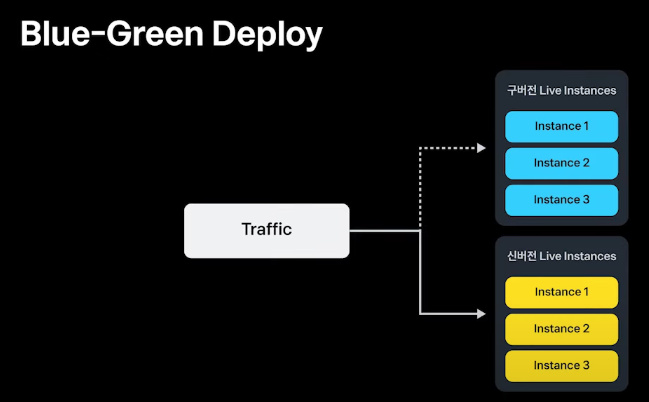 Blue-Green Deploy
Traffic
구버전 Live Instances
Instance 1
Instance 2
Instance 3
신버전 Live Instances
Instance 1
Instance 2
Instance 3